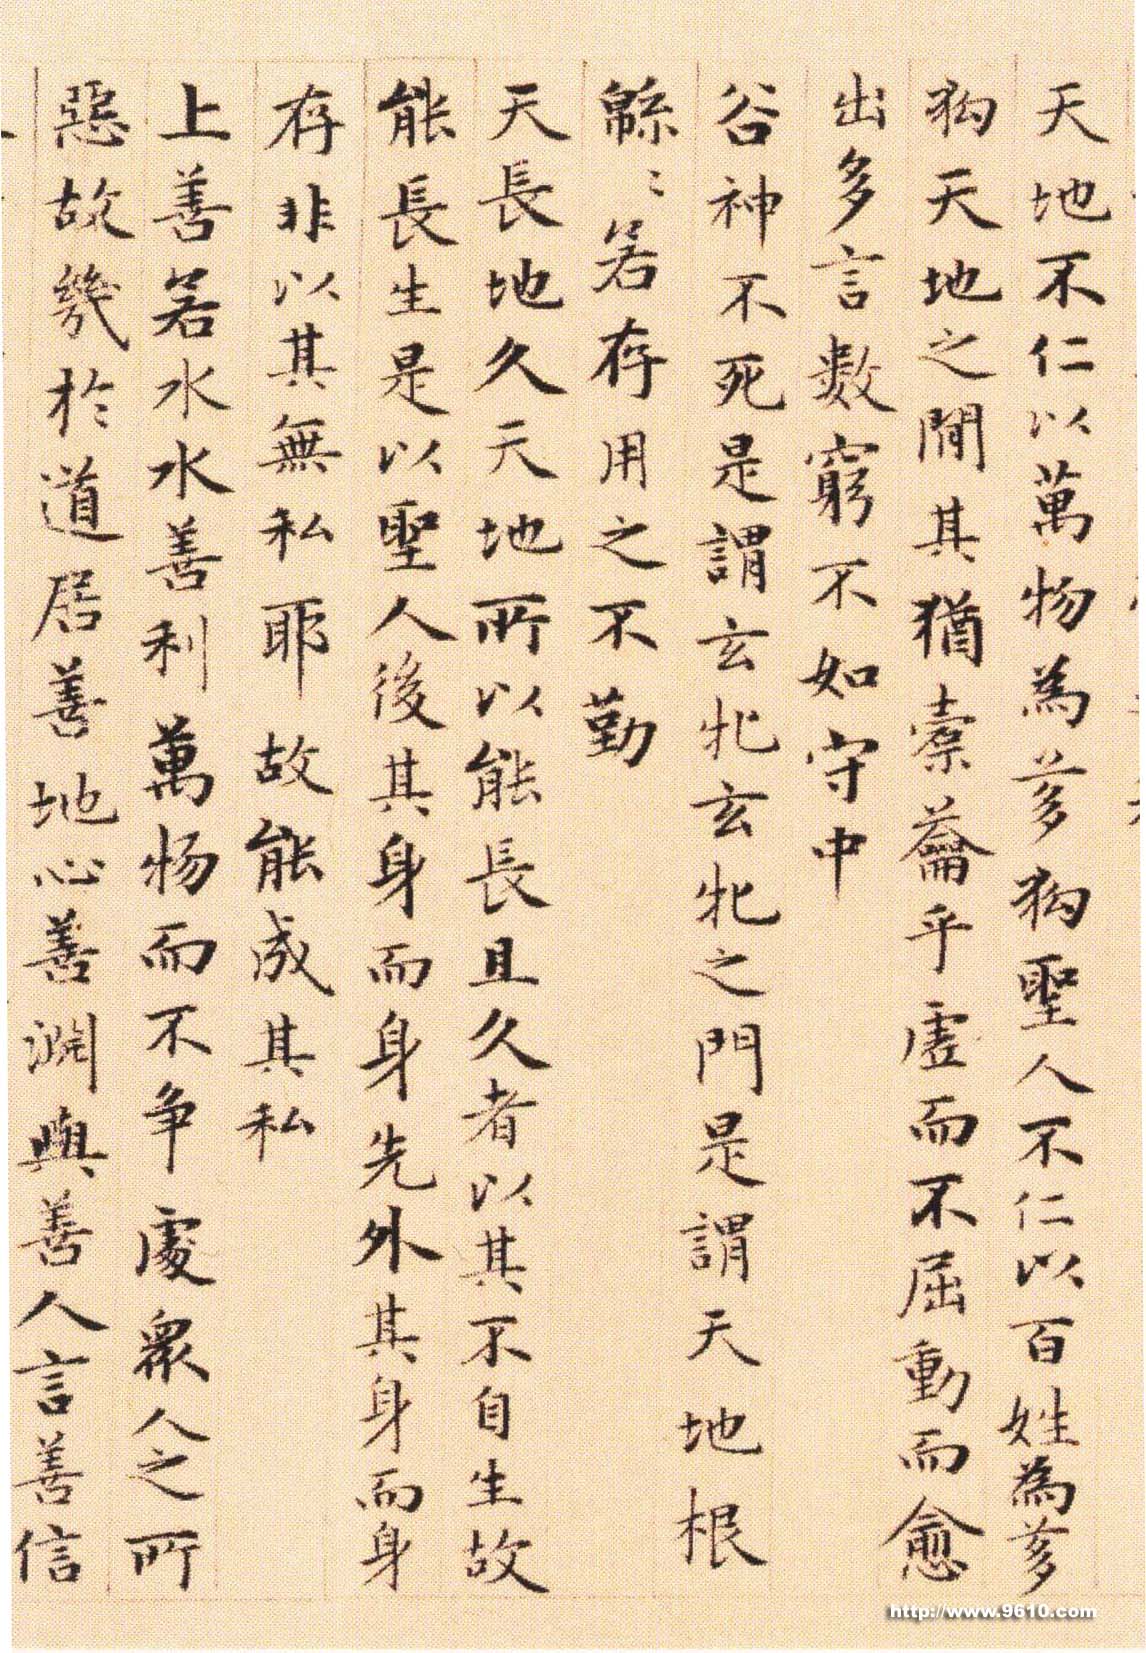 天地不仁以萬物為芻狗聖人不仁以百姓為芻
狗天地之閒其猶橐蘥乎虛而不屈動而愈
出多言數窮不如守中
谷神不死是謂玄牝玄牝之門是謂天地根
緜〻若存用之不勤
天長地久天地所以能長且久者以其不自生故
能長生是以聖人後其身而身先外其身而身
存非以其無私耶故能成其私
上善若水水善利萬物而不争處衆人之所
惡故幾於道居善地心善淵與善人言善信
http://www.9610.com